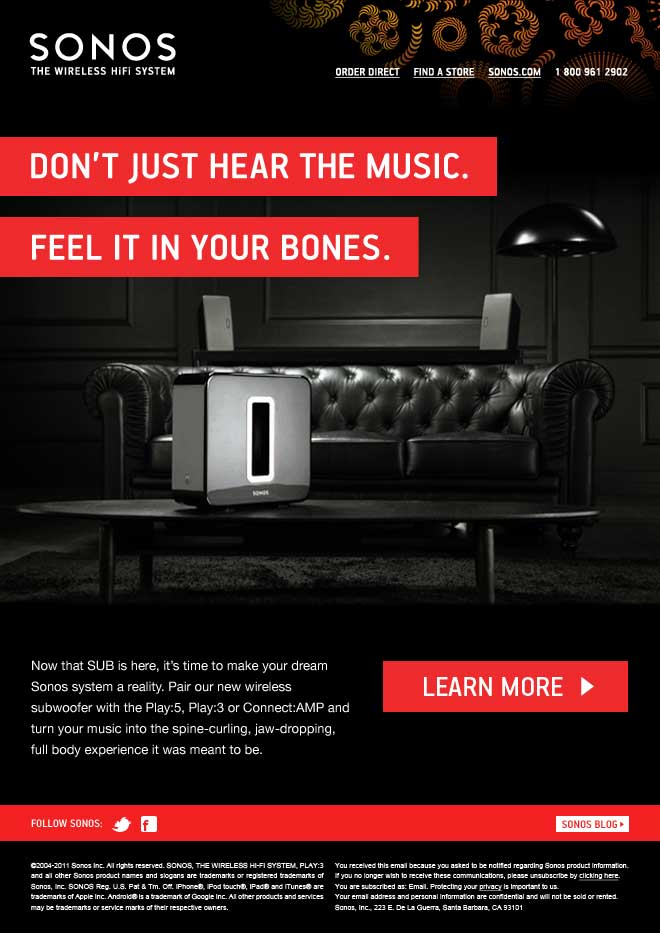 SONOS
THE WIRELESS HiFi SYSTEM
ORDER DIRECT FIND A STORE SONOS.COM 1 800 961 2902
DON'T JUST HEAR THE MUSIC.
FEEL IT IN YOUR BONES.
SONOS
Now that SUB is here, it's time to make your dream
Sonos system a reality. Pair our new wireless
subwoofer with the Play:5, Play:3 or Connect:AMP and
turn your music into the spine-curling, jaw-dropping,
full body experience it was meant to be.
LEARN MORE
FOLLOW SONOS:
SONOS BLOG
©2004-2011 Sonos Inc. All rights reserved. SONOS, THE WIRELESS HI-FI SYSTEM, PLAY:3
and all other Sonos product names and slogans are trademarks or registered trademarks of
Sonos, Inc. SONOS Reg. U.S. Pat & Tm. Off. iPhone®, iPod touch®, iPad® and iTunes® are
trademarks of Apple Inc. Android® is a trademark of Google Inc. All other products and services
may be trademarks or service marks of their respective owners.
You received this email because you asked to be notified regarding Sonos product information.
If you no longer wish to receive these communications, please unsubscribe by clicking here.
You are subscribed as: Email. Protecting your privacy is important to us.
Your email address and personal information are confidential and will not be sold or rented.
Sonos, Inc., 223 E. De La Guerra, Santa Barbara, CA 93101